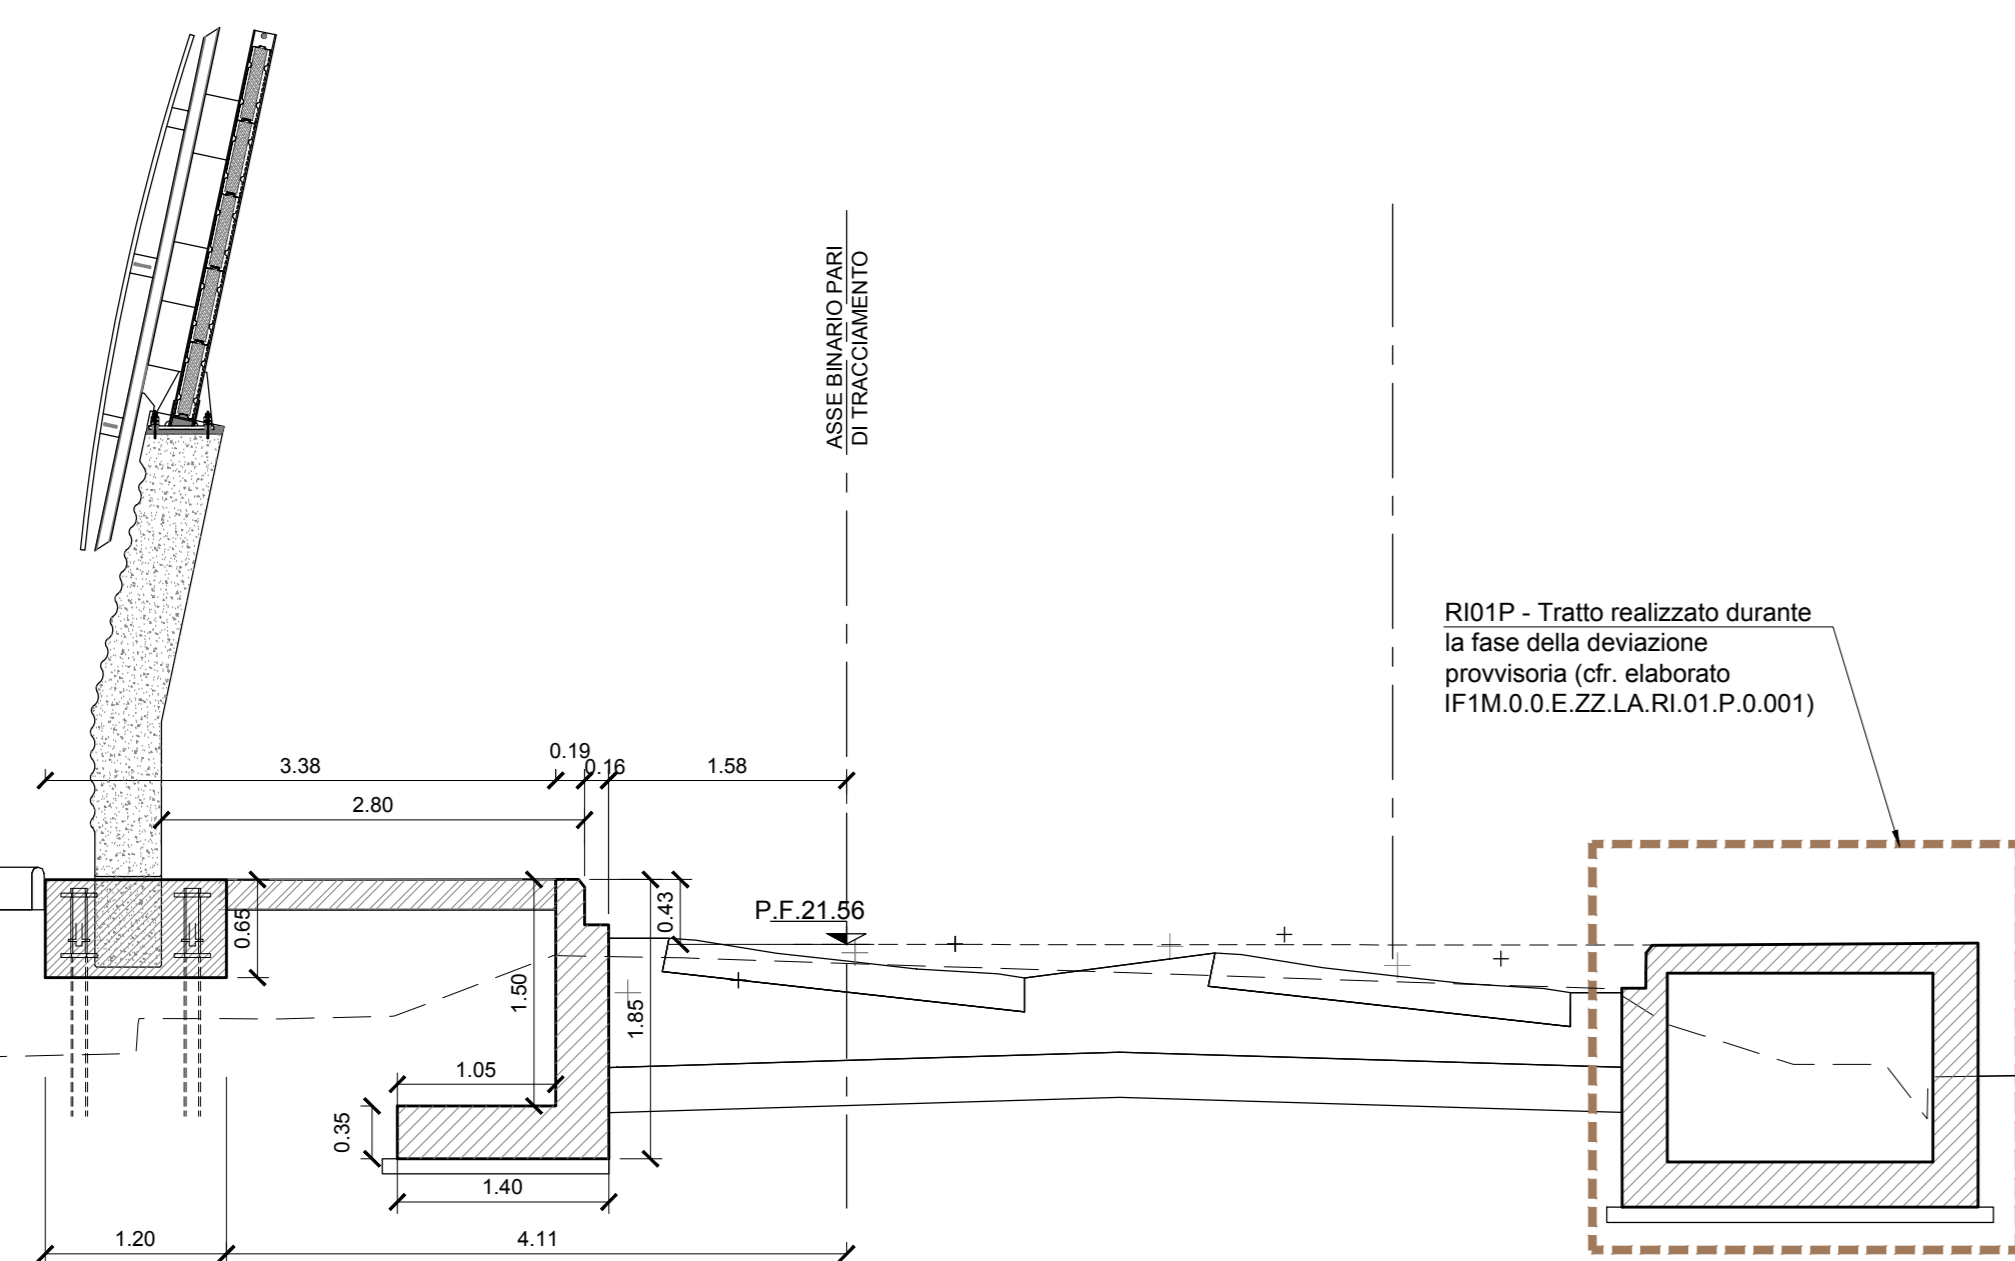 ASSE BINARIO PARI
DI TRACCIAMENTO
RI01P - Tratto realizzato durante
la fase della deviazione
provvisoria (cfr. elaborato
IF1M.0.0.E.ZZ.LA.RI.01.P.0.001)
3.38
0.19
0.16
1.58
2.80
0.65
0.43
P.F.21.56
1.50
1.85
1.05
0.35
1.40
1.20
4.11